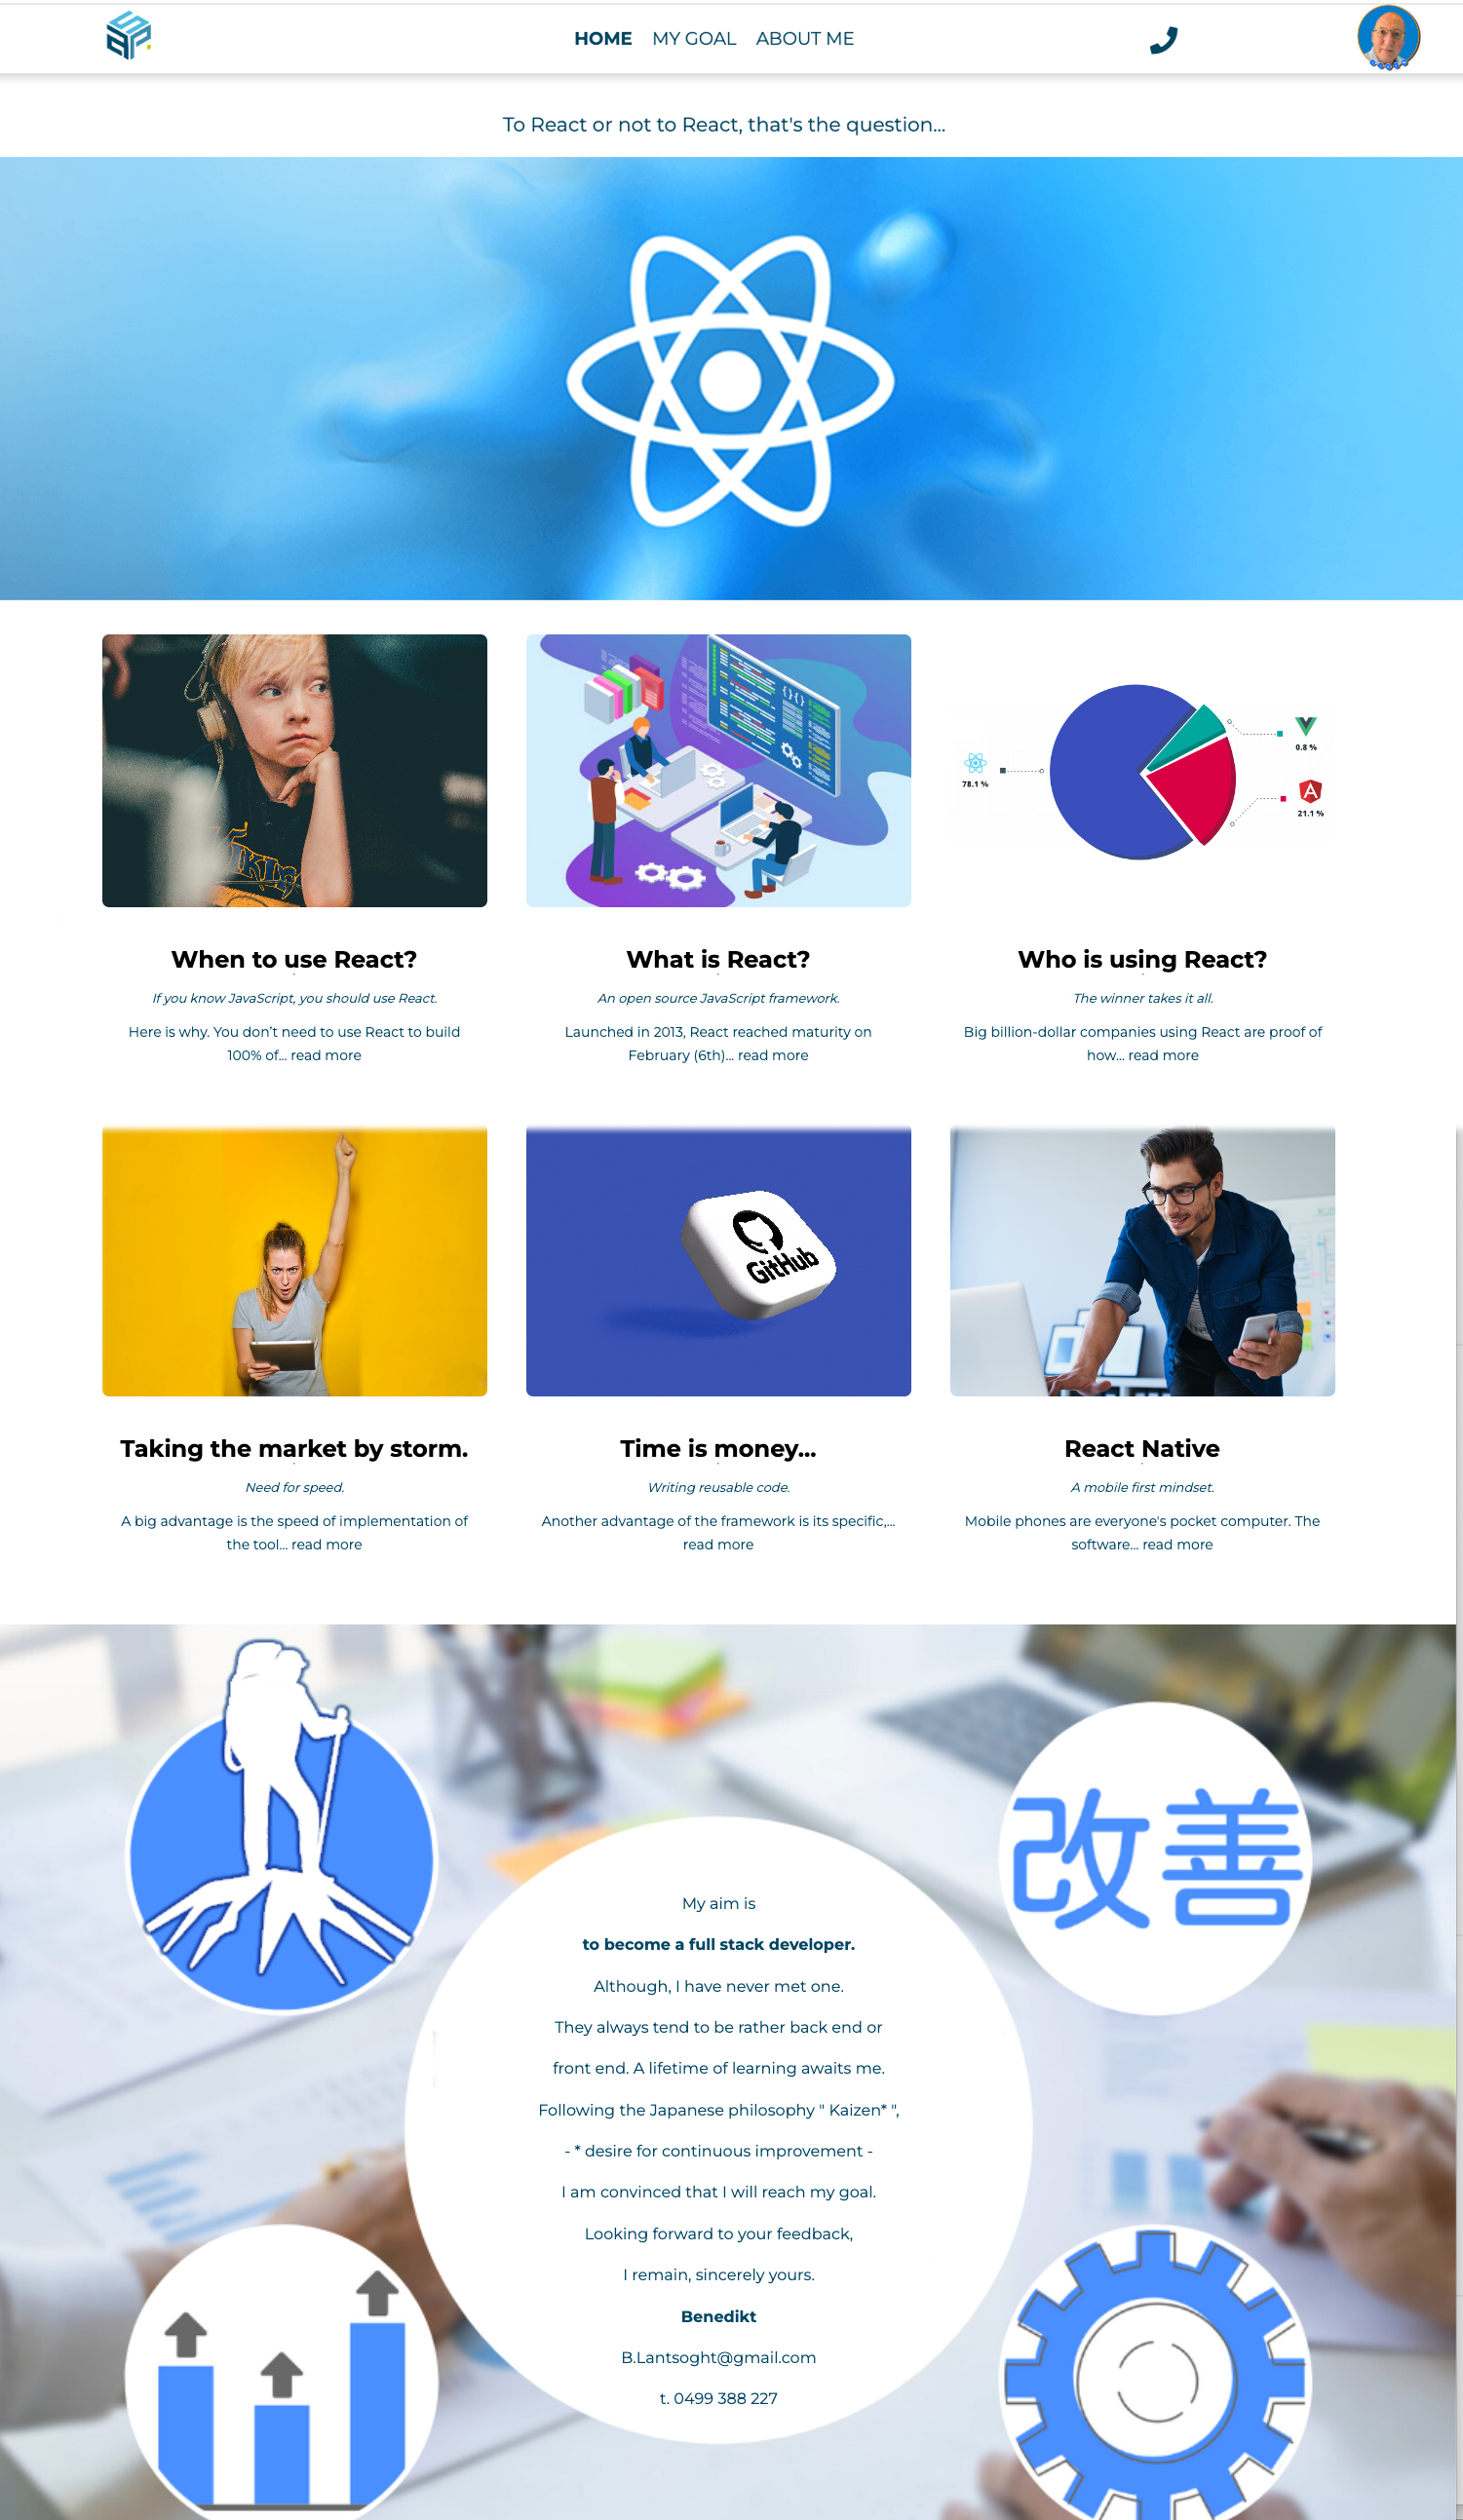 HOME MY GOAL ABOUT ME
To React or not to React, that's the question...
0.8 %
78.1 %
21.1 %
When to use React?
If you know JavaScript, you should use React.
Here is why. You don’t need to use React to build
100% of... read more
What is React?
An open source JavaScript framework.
Launched in 2013, React reached maturity on
February (6th)... read more
Who is using React?
The winner takes it all.
Big billion-dollar companies using React are proof of
how... read more
GitHub
Taking the market by storm.
Need for speed.
A big advantage is the speed of implementation of
the tool... read more
Time is money...
Writing reusable code.
Another advantage of the framework is its specific,...
read more
React Native
A mobile first mindset.
Mobile phones are everyone's pocket computer. The
software... read more
改善
My aim is
to become a full stack developer.
Although, I have never met one.
They always tend to be rather back end or
front end. A lifetime of learning awaits me.
Following the Japanese philosophy " Kaizen* ",
- * desire for continuous improvement -
I am convinced that I will reach my goal.
Looking forward to your feedback,
I remain, sincerely yours.
Benedikt
B.Lantsoght@gmail.com
t. 0499 388 227